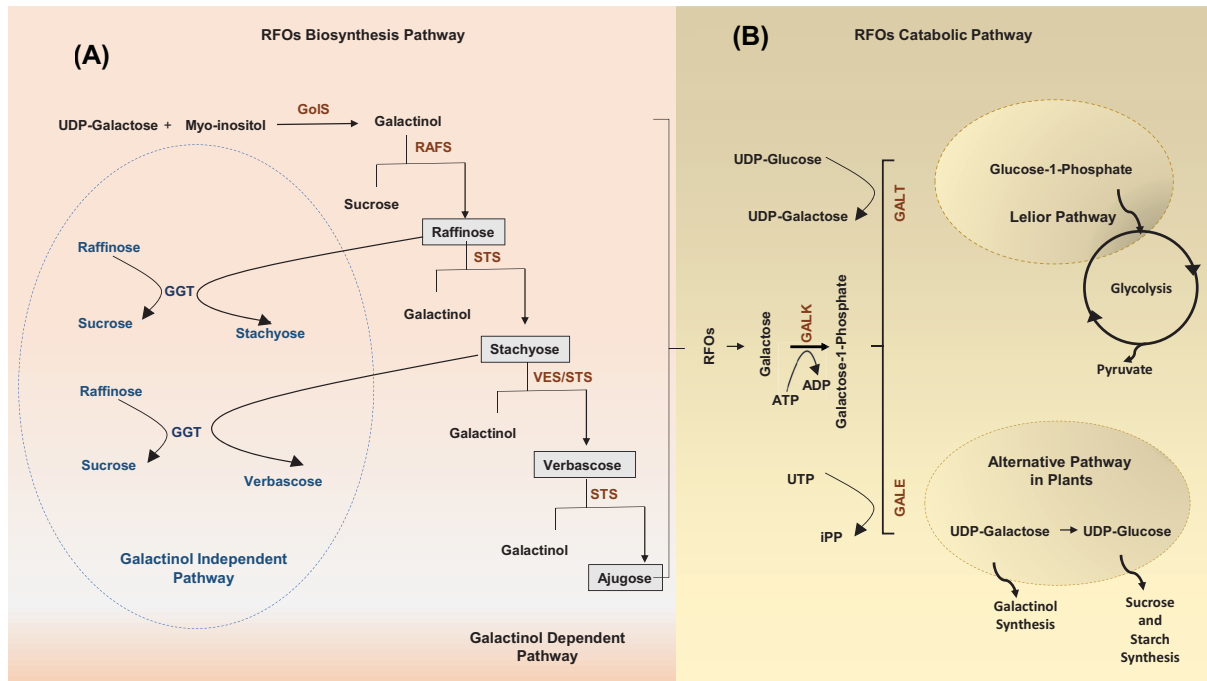 (A)
RFOs Biosynthesis Pathway
UDP-Galactose + Myo-inositol
GolS
Galactinol
RAFS
Sucrose
Raffinose
STS
Galactinol
Stachyose
VES/STS
Galactinol
Verbascose
STS
Galactinol
Ajugose
Raffinose
GGT
Sucrose
Stachyose
Raffinose
GGT
Sucrose
Verbascose
Galactinol Independent
Pathway
Galactinol Dependent
Pathway
(B)
RFOs Catabolic Pathway
UDP-Glucose
UDP-Galactose
GALT
RFOs
Galactose
GALK
ATP
ADP
Galactose-1-Phosphate
UTP
iPP
GALE
Glucose-1-Phosphate
Lelior Pathway
Glycolysis
Pyruvate
Alternative Pathway
in Plants
UDP-Galactose
UDP-Glucose
Galactinol
Synthesis
Sucrose
and
Starch
Synthesis